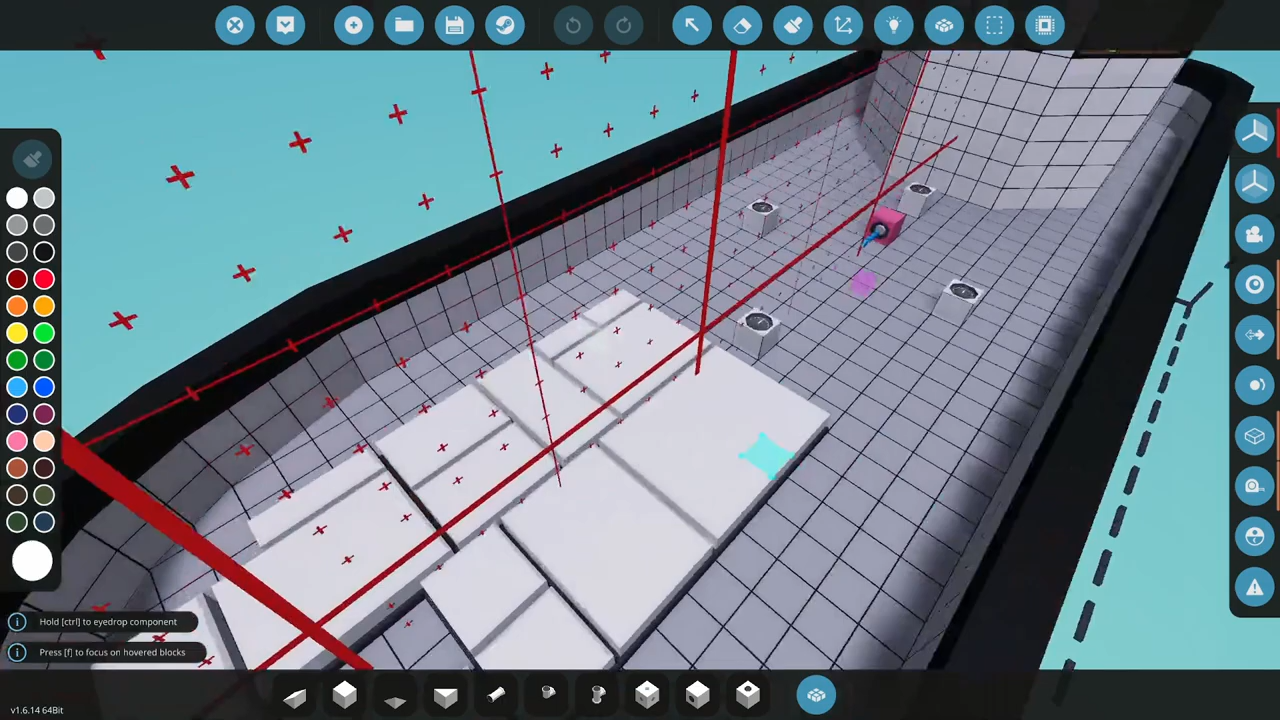 Hold [ctrl] to eyedrop component
Press [f] to focus on hovered blocks
v1.6.14 64Bit